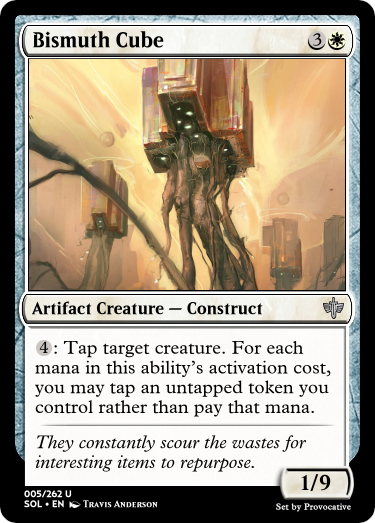 Bismuth Cube 3
Artifact Creature — Construct
4: Tap target creature. For each
mana in this ability's activation cost,
you may tap an untapped token you
control rather than pay that mana.
They constantly scour the wastes for
interesting items to repurpose.
1/9
005/262 U
SOL • EN Travis Anderson
Set by Provocative